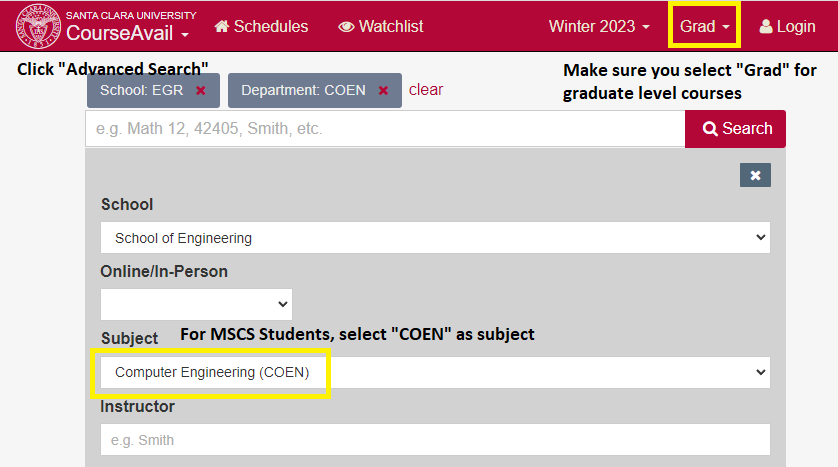 SANTA CLARA UNIVERSITY
CourseAvail
Schedules
Watchlist
Winter 2023
Grad
Login
Click "Advanced Search"
Make sure you select "Grad" for
graduate level courses
School: EGR ×
Department: COEN ×
clear
e.g. Math 12, 42405, Smith, etc.
Search
School
School of Engineering
Online/In-Person
Subject
For MSCS Students, select "COEN" as subject
Computer Engineering (COEN)
Instructor
e.g. Smith